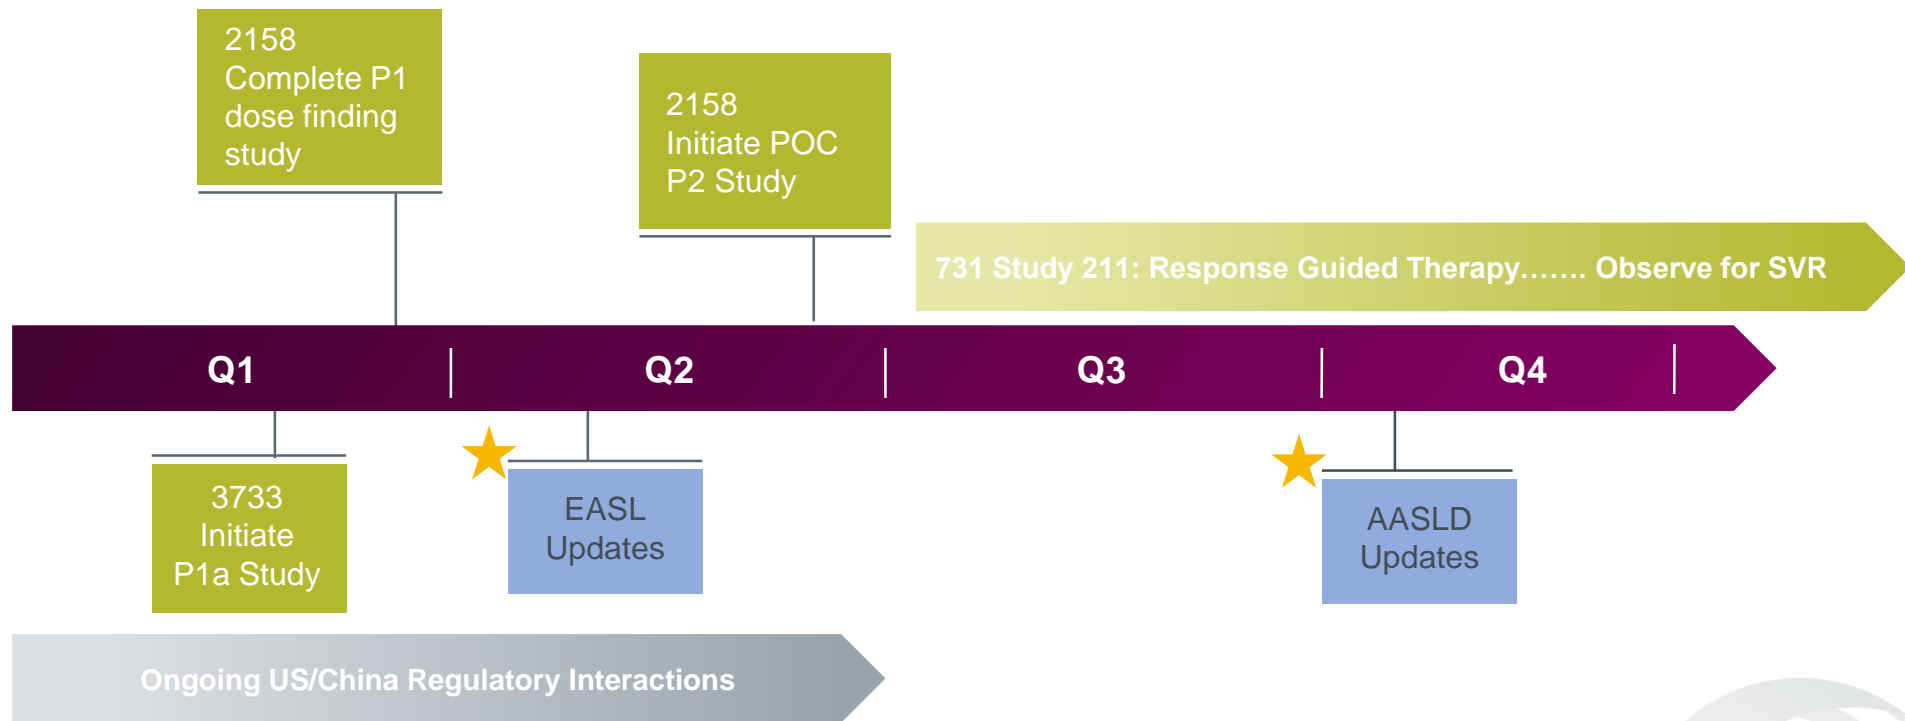 2158
Complete P1
dose finding
study
2158
Initiate POC
P2 Study
731 Study 211: Response Guided Therapy....... Observe for SVR
Q1
Q2
Q3
Q4
3733
Initiate
P1a Study
EASL
Updates
AASLD
Updates
Ongoing US/China Regulatory Interactions